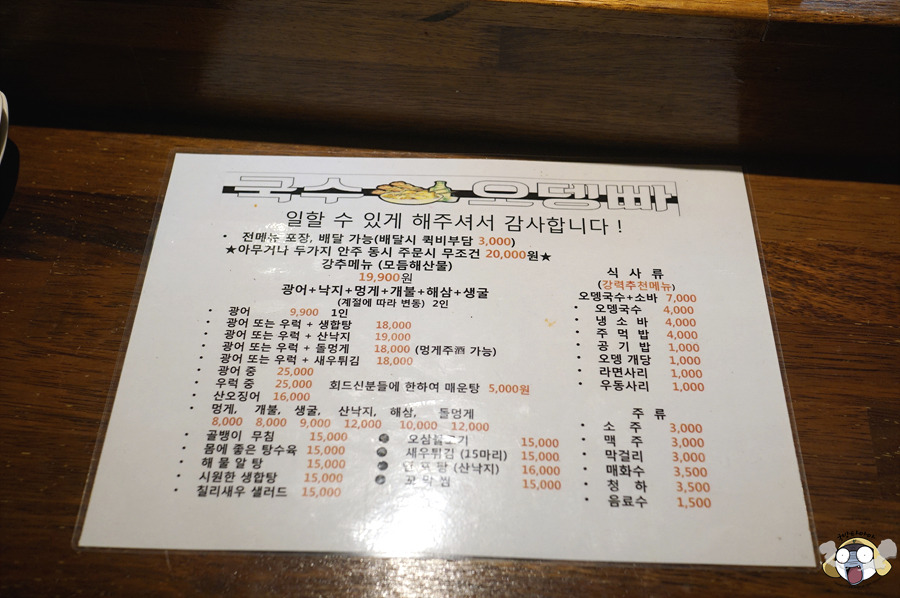 국수 오뎅빠
일할 수 있게 해주셔서 감사합니다 !
• 전메뉴 포장, 배달 가능(배달시 퀵비부담 3,000)
★아무거나 두가지 안주 동시 주문시 무조건 20,000원★
강추메뉴 (모듬해산물)
19,900원
광어+낙지+멍게+개불+해삼+생굴
(계절에 따라 변동) 2인
• 광어 9,900 1인
• 광어 또는 우럭 + 생합탕 18,000
• 광어 또는 우럭 + 산낙지 19,000
• 광어 또는 우럭 + 돌멍게 18,000 (멍게주酒 가능)
• 광어 또는 우럭 + 새우튀김 18,000
• 광어 중 25,000
• 우럭 중 25,000 회드신분들에 한하여 매운탕 5,000원
• 산오징어 16,000
• 멍게, 개불, 생굴, 산낙지, 해삼, 돌멍게
8,000 8,000 9,000 12,000 10,000 12,000
• 골뱅이 무침 15,000
• 몸에 좋은 탕수육 15,000
• 해 물 알 탕 15,000
• 시원한 생합탕 15,000
• 칠리새우 샐러드 15,000
오삼불고기 15,000
새우튀김 (15마리) 15,000
연 포 탕 (산낙지) 16,000
꼬 막 찜 15,000
식 사 류
(강력추천메뉴)
오뎅국수+소바 7,000
• 오뎅국수 4,000
• 냉 소 바 4,000
• 주 먹 밥 4,000
• 공 기 밥 1,000
• 오뎅 개당 1,000
• 라면사리 1,000
• 우동사리 1,000
주 류
• 소 주 3,000
• 맥 주 3,000
• 막걸리 3,000
• 매화수 3,500
• 청 하 3,500
• 음료수 1,500